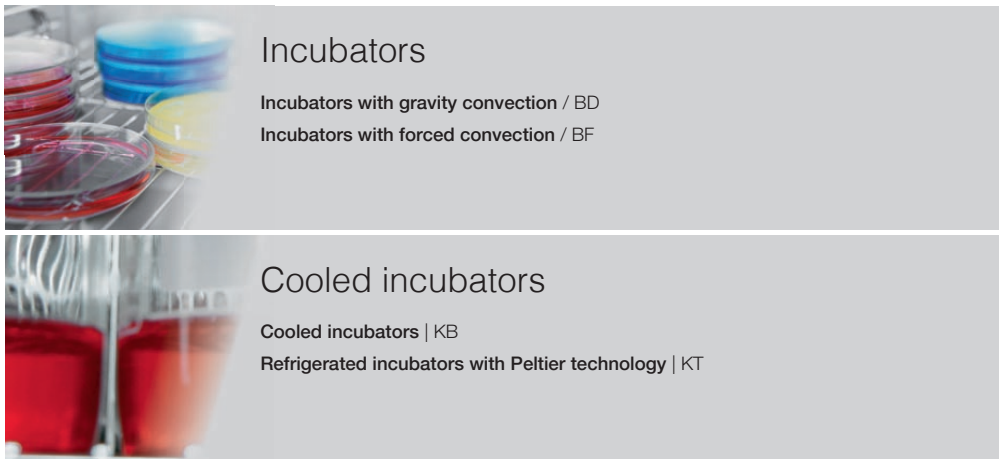 Incubators
Incubators with gravity convection / BD
Incubators with forced convection / BF
Cooled incubators
Cooled incubators | KB
Refrigerated incubators with Peltier technology | KT